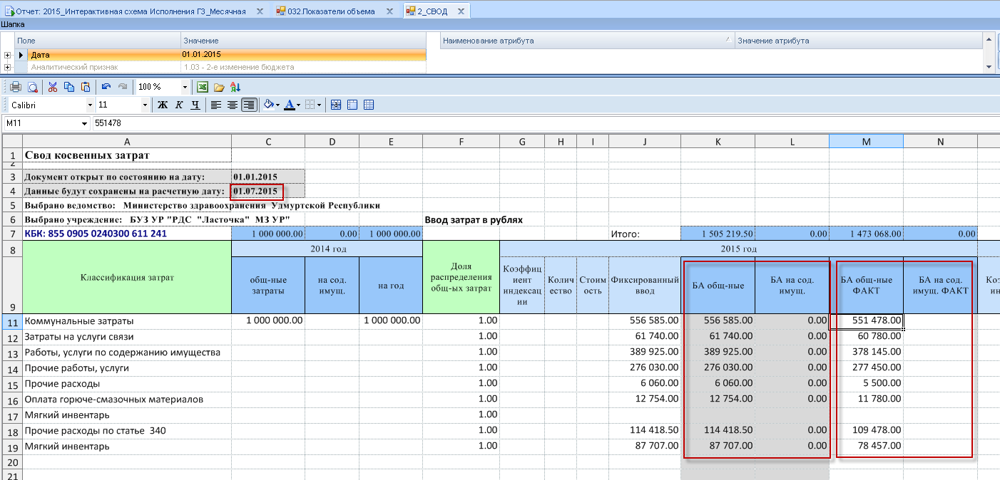 Отчет: 2015_Интерактивная схема Исполнения ГЗ_Месячная 032.Показатели объема 2_СВОД
Шапка
Поле Значение Наименование атрибута Значение атрибута
Дата 01.01.2015
Аналитический признак 1.03 - 2-е изменение бюджета
100 %
Calibri 11 Ж К Ч А
M11 551478
A C D E F G H I J K L M N
1 Свод косвенных затрат
2
3 Документ открыт по состоянию на дату: 01.01.2015
4 Данные будут сохранены на расчетную дату: 01.07.2015
5 Выбрано ведомство: Министерство здравоохранения Удмуртской Республики
6 Выбрано учреждение: БУЗ УР "РДС "Ласточка" МЗ УР" Ввод затрат в рублях
7 КБК: 855 0905 0240300 611 241 1 000 000.00 0.00 1 000 000.00 Итого: 1 505 219.50 0.00 1 473 068.00 0.00
8 2014 год 2015 год
9 Классификация затрат
общ-ные
затраты
на сод.
имущ.
на год
Доля
распределения
общ-ых затрат
Коэффиц
иент
индексац
ии
Колич
ество
Стоим
ость
Фиксированный
ввод
БА общ-ные
БА на сод.
имущ.
БА общ-ные
ФАКТ
БА на сод.
имущ. ФАКТ
11 Коммунальные затраты 1 000 000.00 1 000 000.00 1.00 556 585.00 556 585.00 0.00 551 478.00
12 Затраты на услуги связи 1.00 61 740.00 61 740.00 0.00 60 780.00
13 Работы, услуги по содержанию имущества 1.00 389 925.00 389 925.00 0.00 378 145.00
14 Прочие работы, услуги 1.00 276 030.00 276 030.00 0.00 277 450.00
15 Прочие расходы 1.00 6 060.00 6 060.00 0.00 5 500.00
16 Оплата горюче-смазочных материалов 1.00 12 754.00 12 754.00 0.00 11 780.00
17 Мягкий инвентарь 1.00
18 Прочие расходы по статье 340 1.00 114 418.50 114 418.50 0.00 109 478.00
19 Мягкий инвентарь 1.00 87 707.00 87 707.00 0.00 78 457.00
20
21